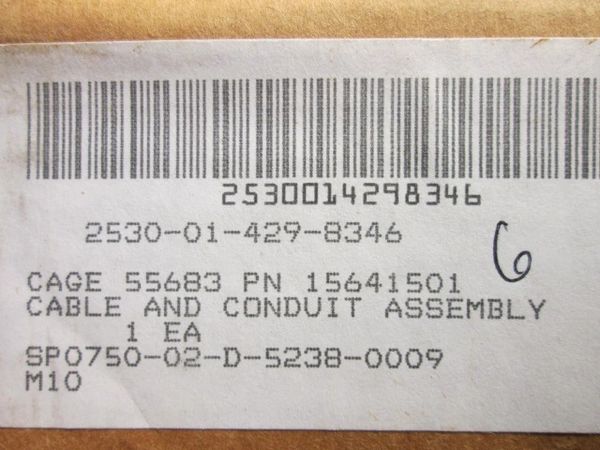 2530014298346
2530-01-429-8346
6
CAGE 55683 PN 15641501
CABLE AND CONDUIT ASSEMBLY
1 EA
SP0750-02-D-5238-0009
M10